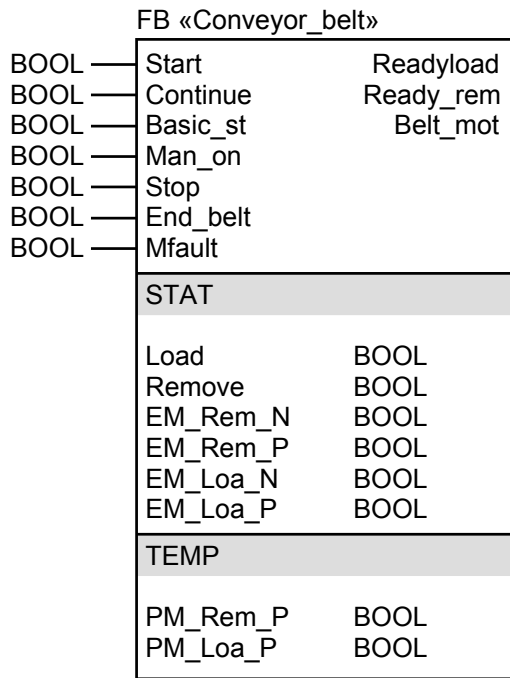 FB «Conveyor_belt»
BOOL Start Readyload
BOOL Continue Ready_rem
BOOL Basic_st Belt_mot
BOOL Man_on
BOOL Stop
BOOL End_belt
BOOL Mfault
STAT
Load BOOL
Remove BOOL
EM_Rem_N BOOL
EM_Rem_P BOOL
EM_Loa_N BOOL
EM_Loa_P BOOL
TEMP
PM_Rem_P BOOL
PM_Loa_P BOOL